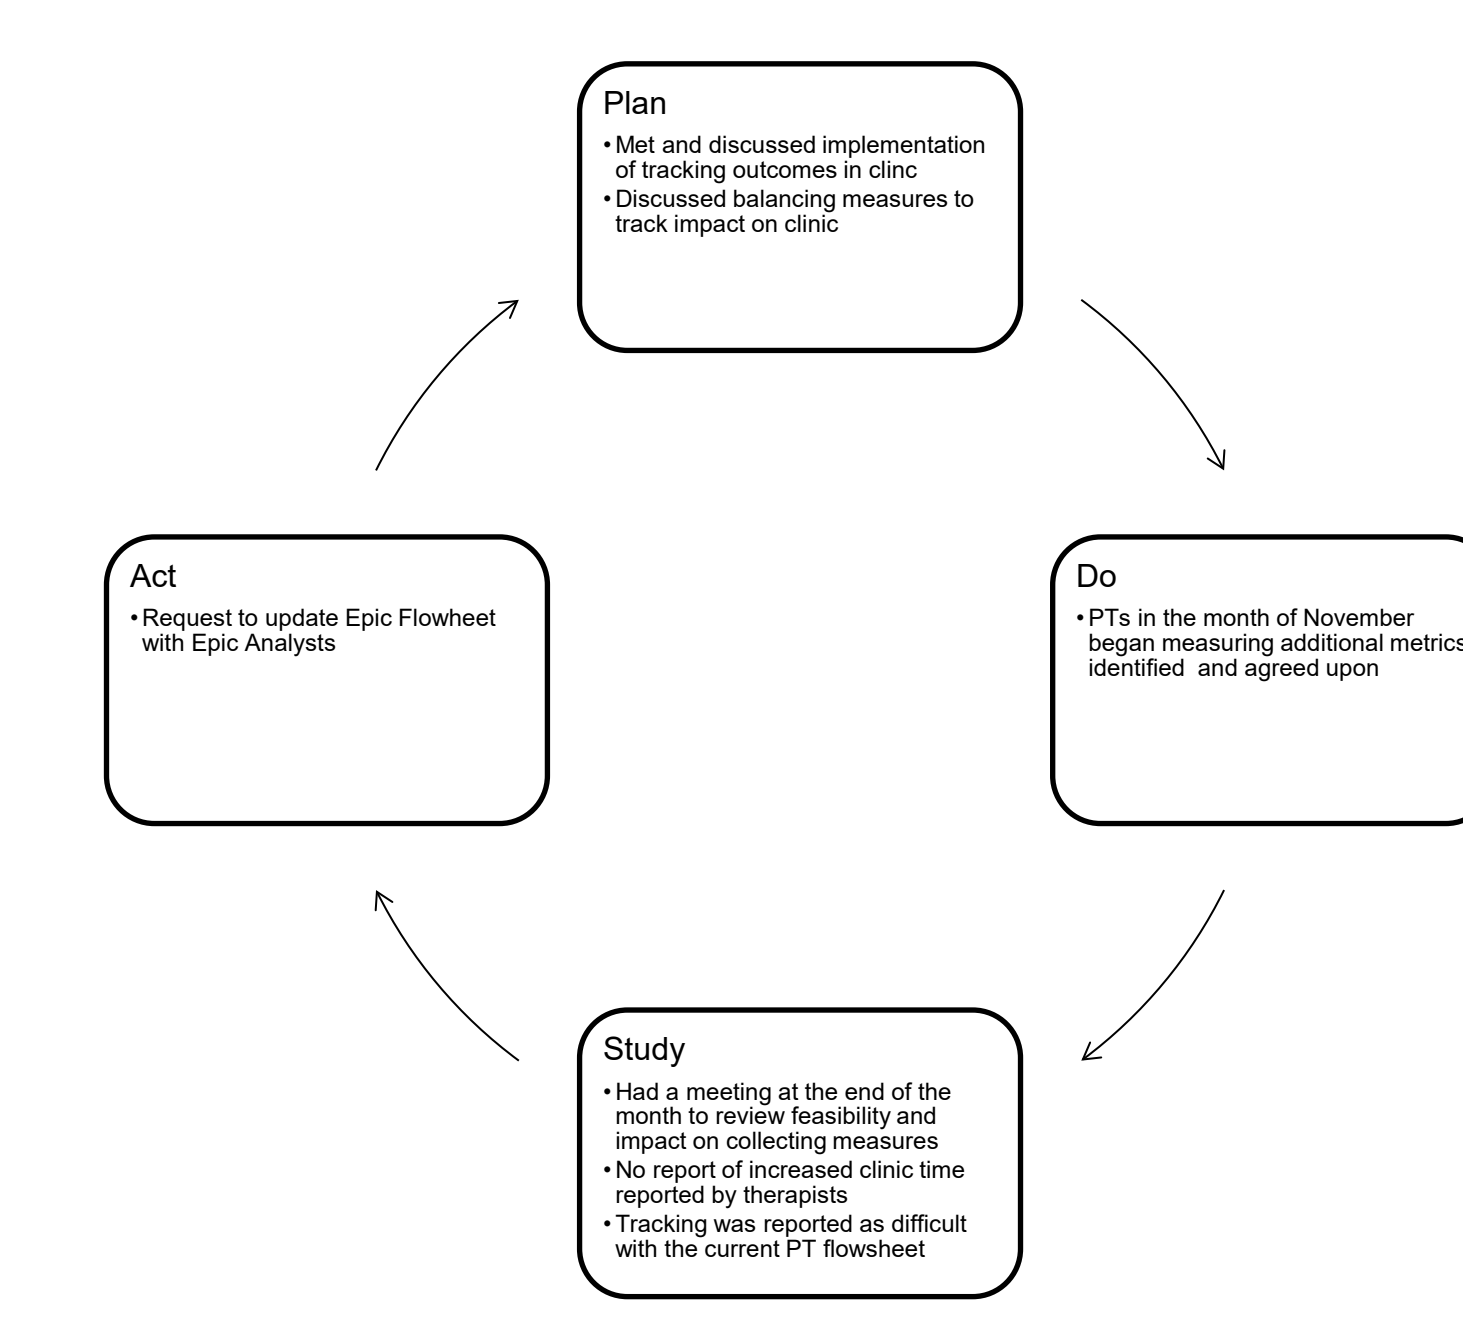 Plan
•Met and discussed implementation
of tracking outcomes in clinc
•Discussed balancing measures to
track impact on clinic
Act
•Request to update Epic Flowheet
with Epic Analysts
Do
•PTs in the month of November
began measuring additional metrics
identified  and agreed upon
Study
•Had a meeting at the end of the
month to review feasibility and
impact on collecting measures
•No report of increased clinic time
reported by therapists
•Tracking was reported as difficult
with the current PT flowsheet